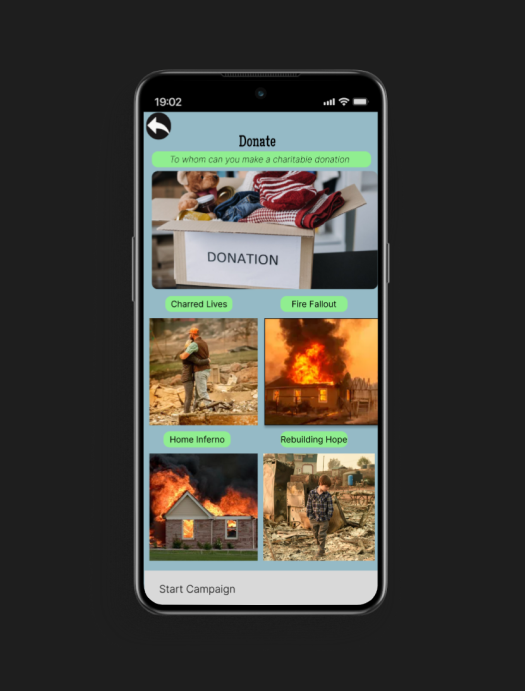 19:02
Donate
To whom can you make a charitable donation
DONATION
Charred Lives
Fire Fallout
Home Inferno
Rebuilding Hope
Start Campaign